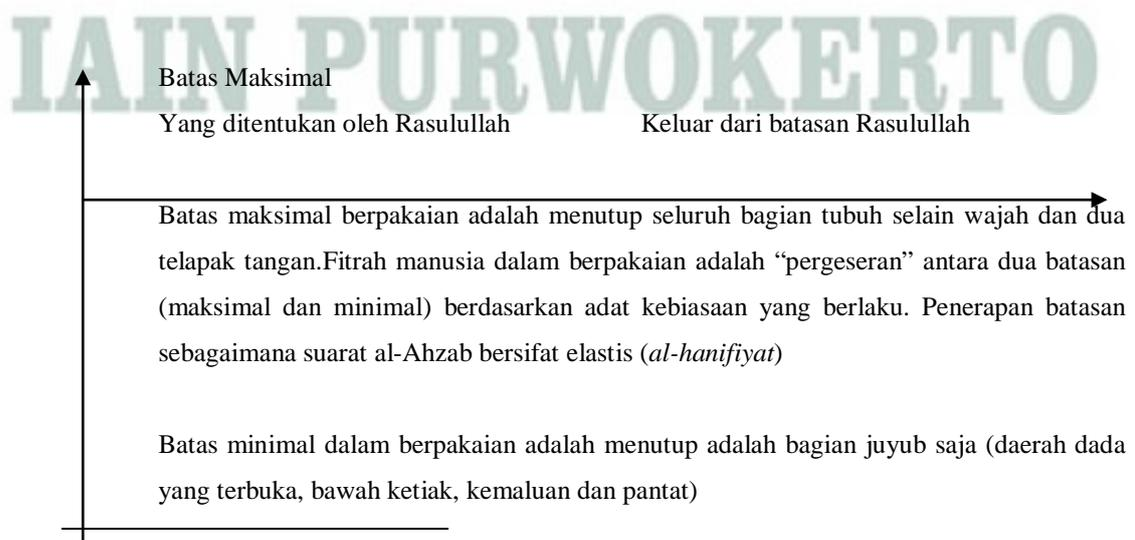 IAIN PURWOKERTO
Batas Maksimal
Yang ditentukan oleh Rasulullah Keluar dari batasan Rasulullah
Batas maksimal berpakaian adalah menutup seluruh bagian tubuh selain wajah dan dua
telapak tangan.Fitrah manusia dalam berpakaian adalah “pergeseran” antara dua batasan
(maksimal dan minimal) berdasarkan adat kebiasaan yang berlaku. Penerapan batasan
sebagaimana suarat al-Ahzab bersifat elastis (al-hanifiyat)
Batas minimal dalam berpakaian adalah menutup adalah bagian juyub saja (daerah dada
yang terbuka, bawah ketiak, kemaluan dan pantat)